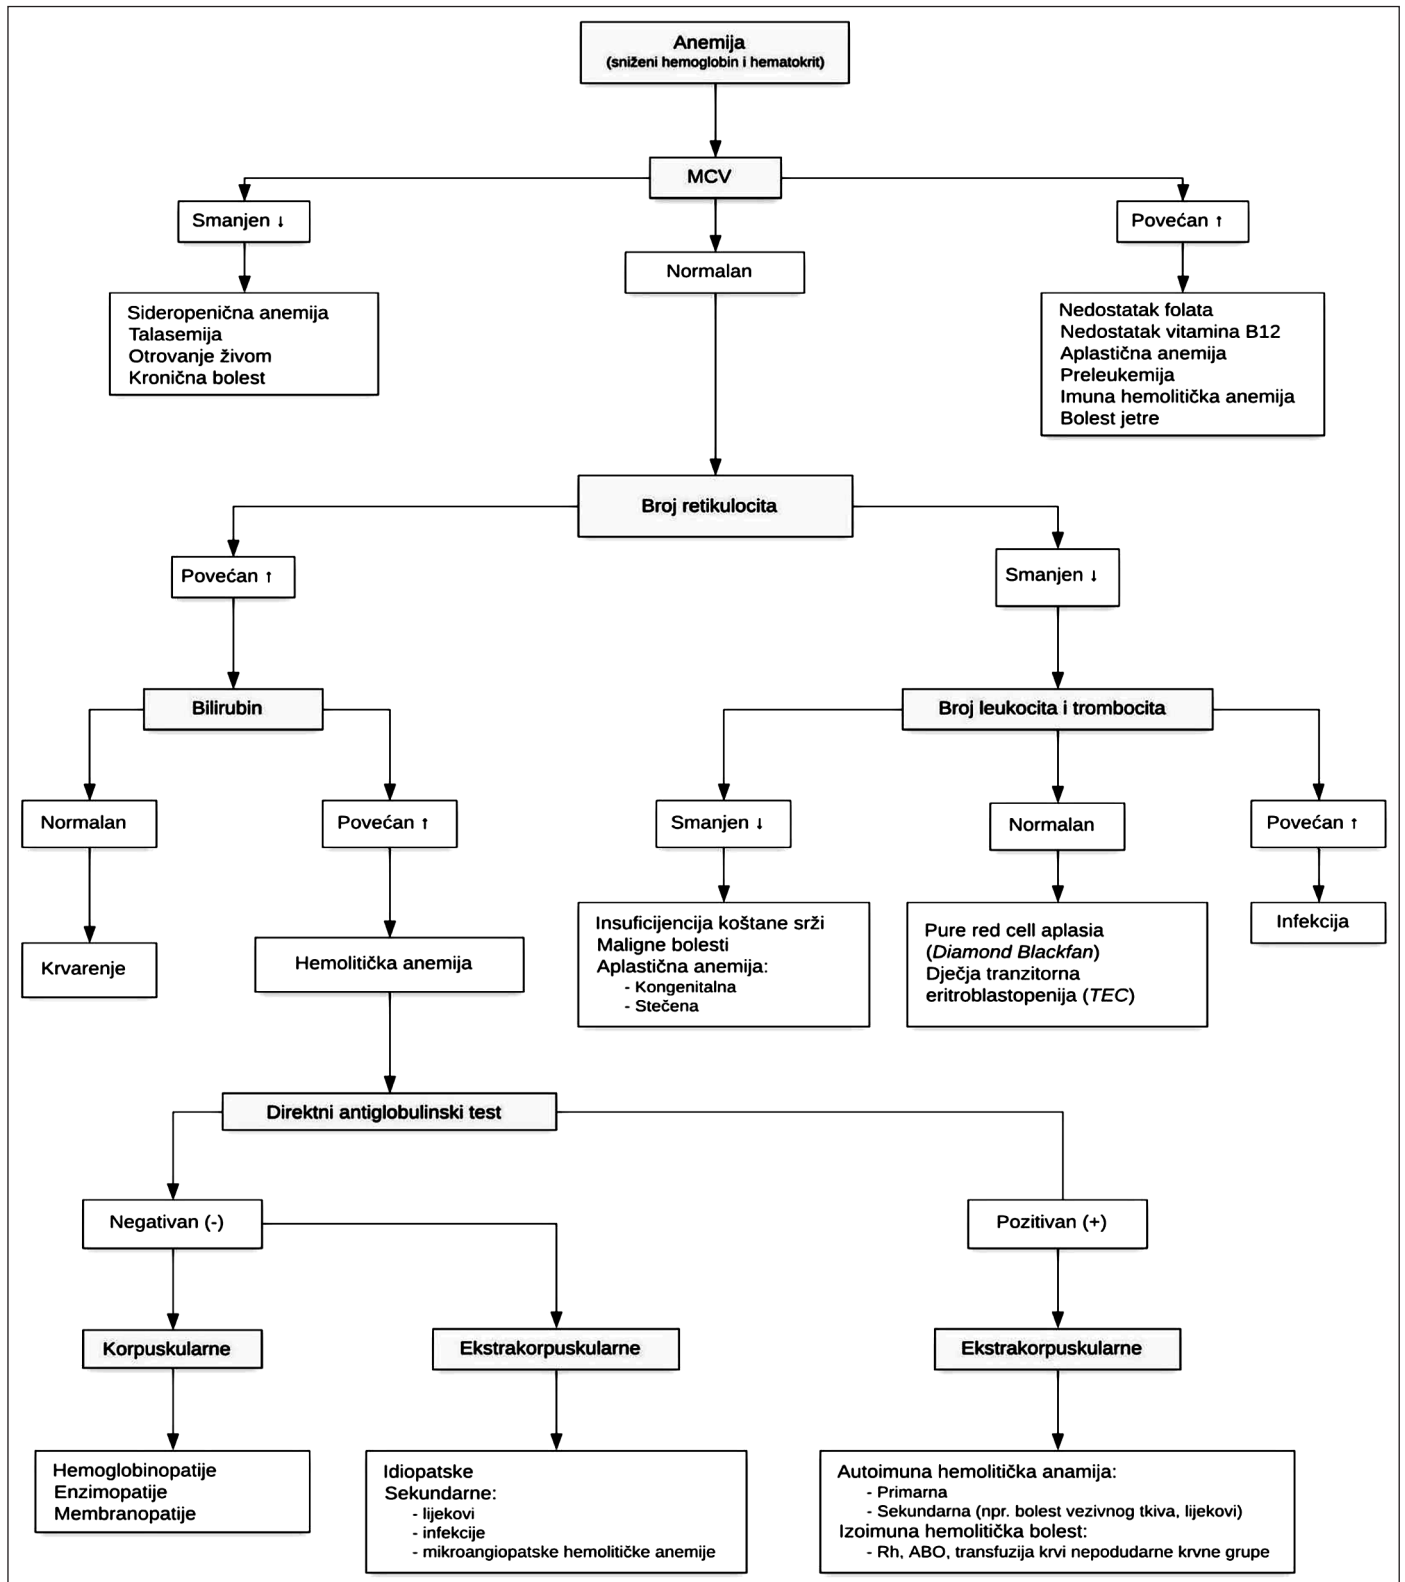 Anemija
(sniženi hemoglobin i hematokrit)
MCV
Smanjen ↓
Povećan ↑
Normalan
Sideropenična anemija
Talasemija
Otrovanje živom
Kronična bolest
Nedostatak folata
Nedostatak vitamina B12
Aplastična anemija
Preleukemija
Imuna hemolitička anemija
Bolest jetre
Broj retikulocita
Povećan ↑
Smanjen ↓
Bilirubin
Broj leukocita i trombocita
Normalan
Povećan ↑
Smanjen ↓
Normalan
Povećan ↑
Krvarenje
Hemolitička anemija
Insuficijencija koštane srži
Maligne bolesti
Aplastična anemija:
- Kongenitalna
- Stečena
Pure red cell aplasia
(Diamond Blackfan)
Dječja tranzitorna
eritroblastopenija (TEC)
Infekcija
Direktni antiglobulinski test
Negativan (-)
Pozitivan (+)
Korpuskularne
Ekstrakorpuskularne
Ekstrakorpuskularne
Hemoglobinopatije
Enzimopatije
Membranopatije
Idiopatske
Sekundarne:
- lijekovi
- infekcije
- mikroangiopatske hemolitičke anemije
Autoimuna hemolitička anamija:
- Primarna
- Sekundarna (npr. bolest vezivnog tkiva, lijekovi)
Izoimuna hemolitička bolest:
- Rh, ABO, transfuzija krvi nepodudarne krvne grupe